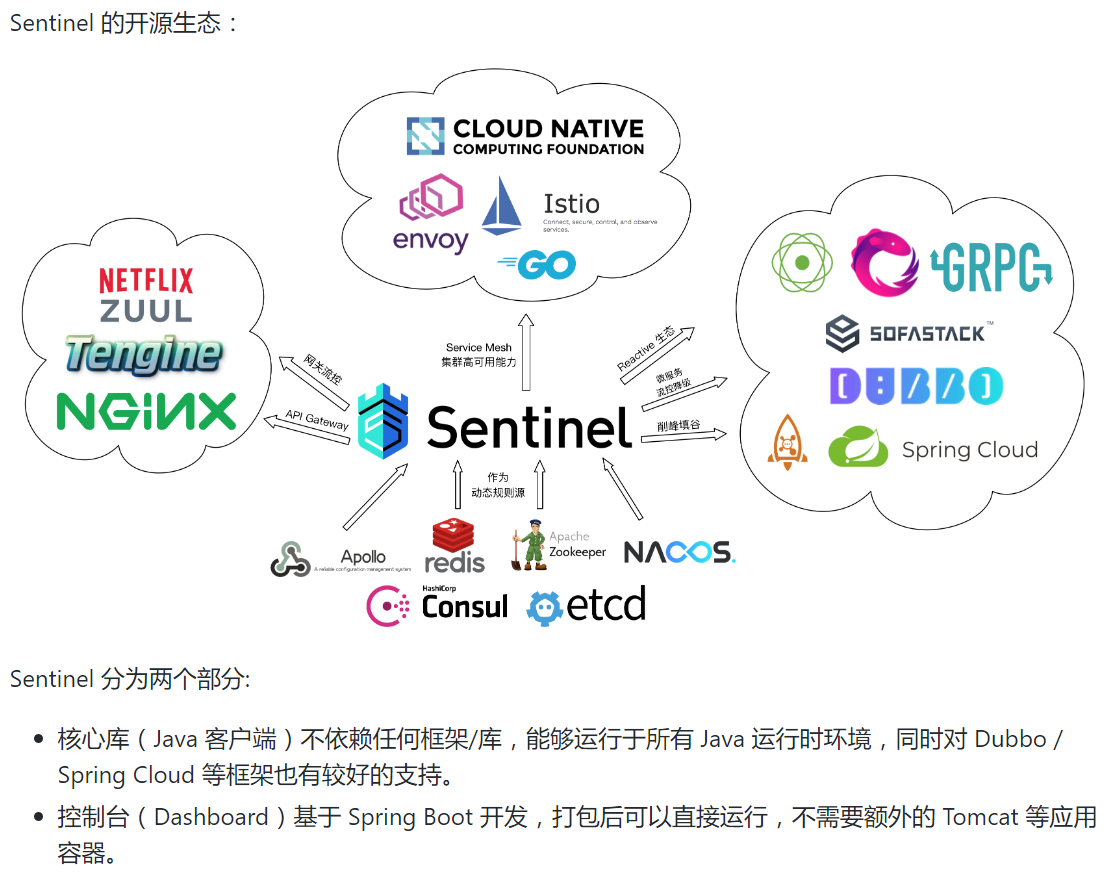 Sentinel 的开源生态：
CLOUD NATIVE
COMPUTING FOUNDATION
envoy
Istio
Connect, secure, control, and observe
services.
GO
NETFLIX
ZUUL
Tengine
NGINX
GRPC
SOFASTACK™
DUBBO
Spring Cloud
Service Mesh
集群高可用能力
Reactive 生态
微服务
流控降级
削峰填谷
网关流控
API Gateway
Sentinel
作为
动态规则源
Apollo
A reliable configuration management system
redis
Apache
Zookeeper
NACOS.
HashiCorp
Consul
etcd
Sentinel 分为两个部分:
• 核心库（Java 客户端）不依赖任何框架/库，能够运行于所有 Java 运行时环境，同时对 Dubbo /
Spring Cloud 等框架也有较好的支持。
• 控制台（Dashboard）基于 Spring Boot 开发，打包后可以直接运行，不需要额外的 Tomcat 等应用
容器。